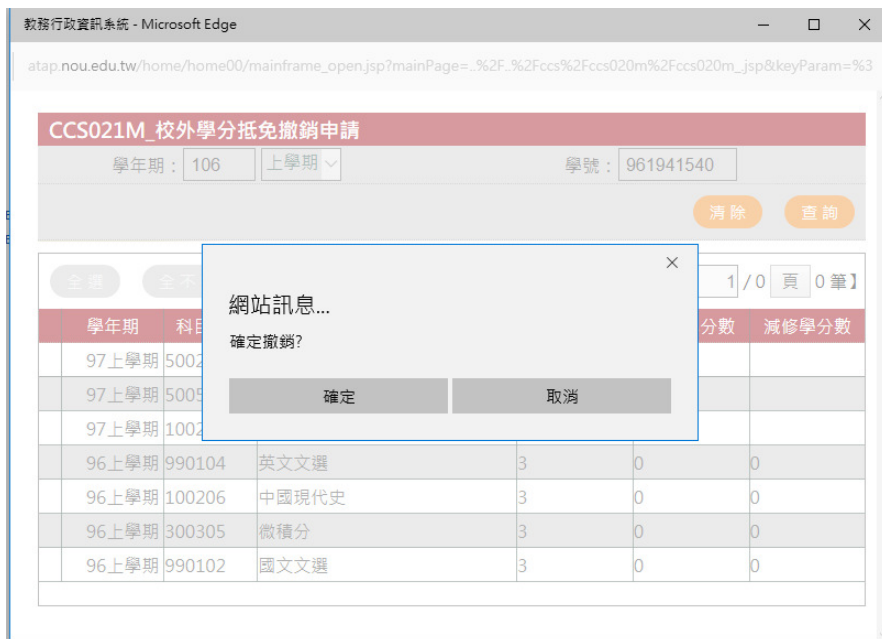 教務行政資訊系統 - Microsoft Edge
atap.nou.edu.tw/home/home00/mainframe_open.jsp?mainPage=..%2F..%2Fccs%2Fccs020m%2Fccs020m_.jsp&keyParam=%3
CCS021M_校外學分抵免撤銷申請
學年期： 106 上學期 學號： 961941540
清除 查詢
全選 全不 1 / 0 頁 0 筆】
網站訊息...
確定撤銷?
確定 取消
學年期 科目 分數 減修學分數
97上學期 5002
97上學期 5005
97上學期 1002
96上學期 990104 英文文選 3 0 0
96上學期 100206 中國現代史 3 0 0
96上學期 300305 微積分 3 0 0
96上學期 990102 國文文選 3 0 0